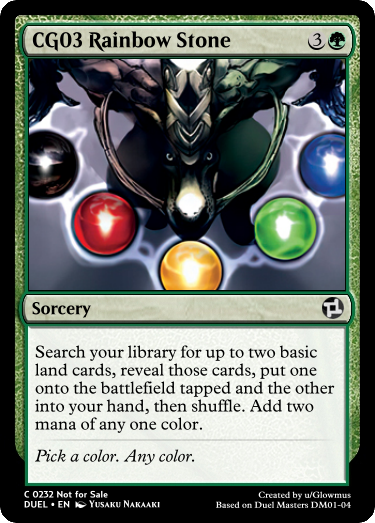 CG03 Rainbow Stone 3
Sorcery
Search your library for up to two basic
land cards, reveal those cards, put one
onto the battlefield tapped and the other
into your hand, then shuffle. Add two
mana of any one color.
Pick a color. Any color.
C 0232 Not for Sale
DUEL • EN Yusaku Nakaaki
Created by u/Glowmus
Based on Duel Masters DM01-04